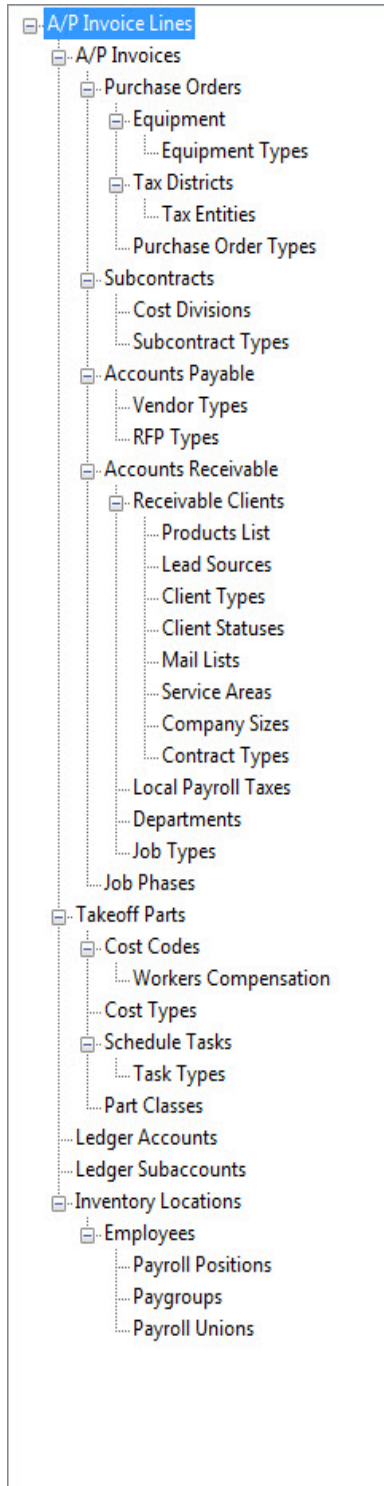 A/P Invoice Lines
A/P Invoices
Purchase Orders
Equipment
Equipment Types
Tax Districts
Tax Entities
Purchase Order Types
Subcontracts
Cost Divisions
Subcontract Types
Accounts Payable
Vendor Types
RFP Types
Accounts Receivable
Receivable Clients
Products List
Lead Sources
Client Types
Client Statuses
Mail Lists
Service Areas
Company Sizes
Contract Types
Local Payroll Taxes
Departments
Job Types
Job Phases
Takeoff Parts
Cost Codes
Workers Compensation
Cost Types
Schedule Tasks
Task Types
Part Classes
Ledger Accounts
Ledger Subaccounts
Inventory Locations
Employees
Payroll Positions
Paygroups
Payroll Unions